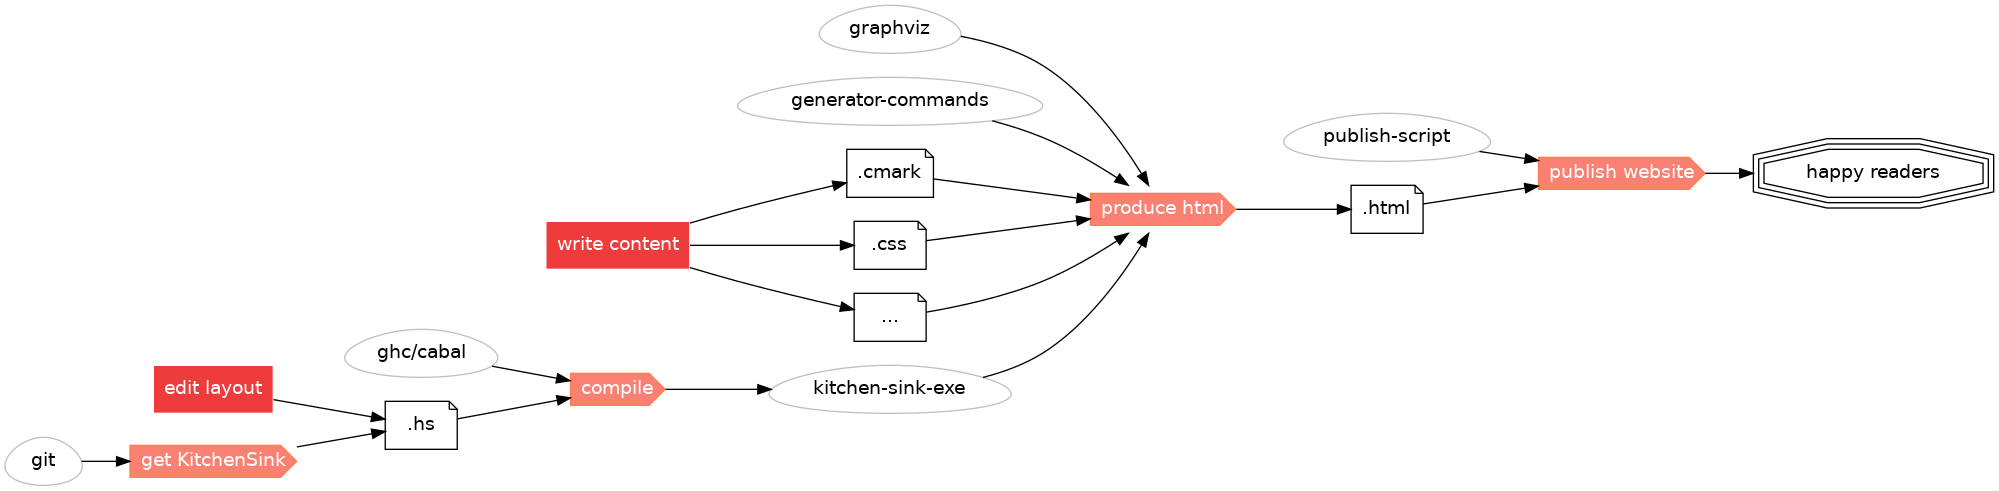 graphviz
generator-commands
publish-script
.cmark
publish website
happy readers
produce html
.html
write content
.css
...
ghc/cabal
edit layout
compile
kitchen-sink-exe
.hs
git
get KitchenSink